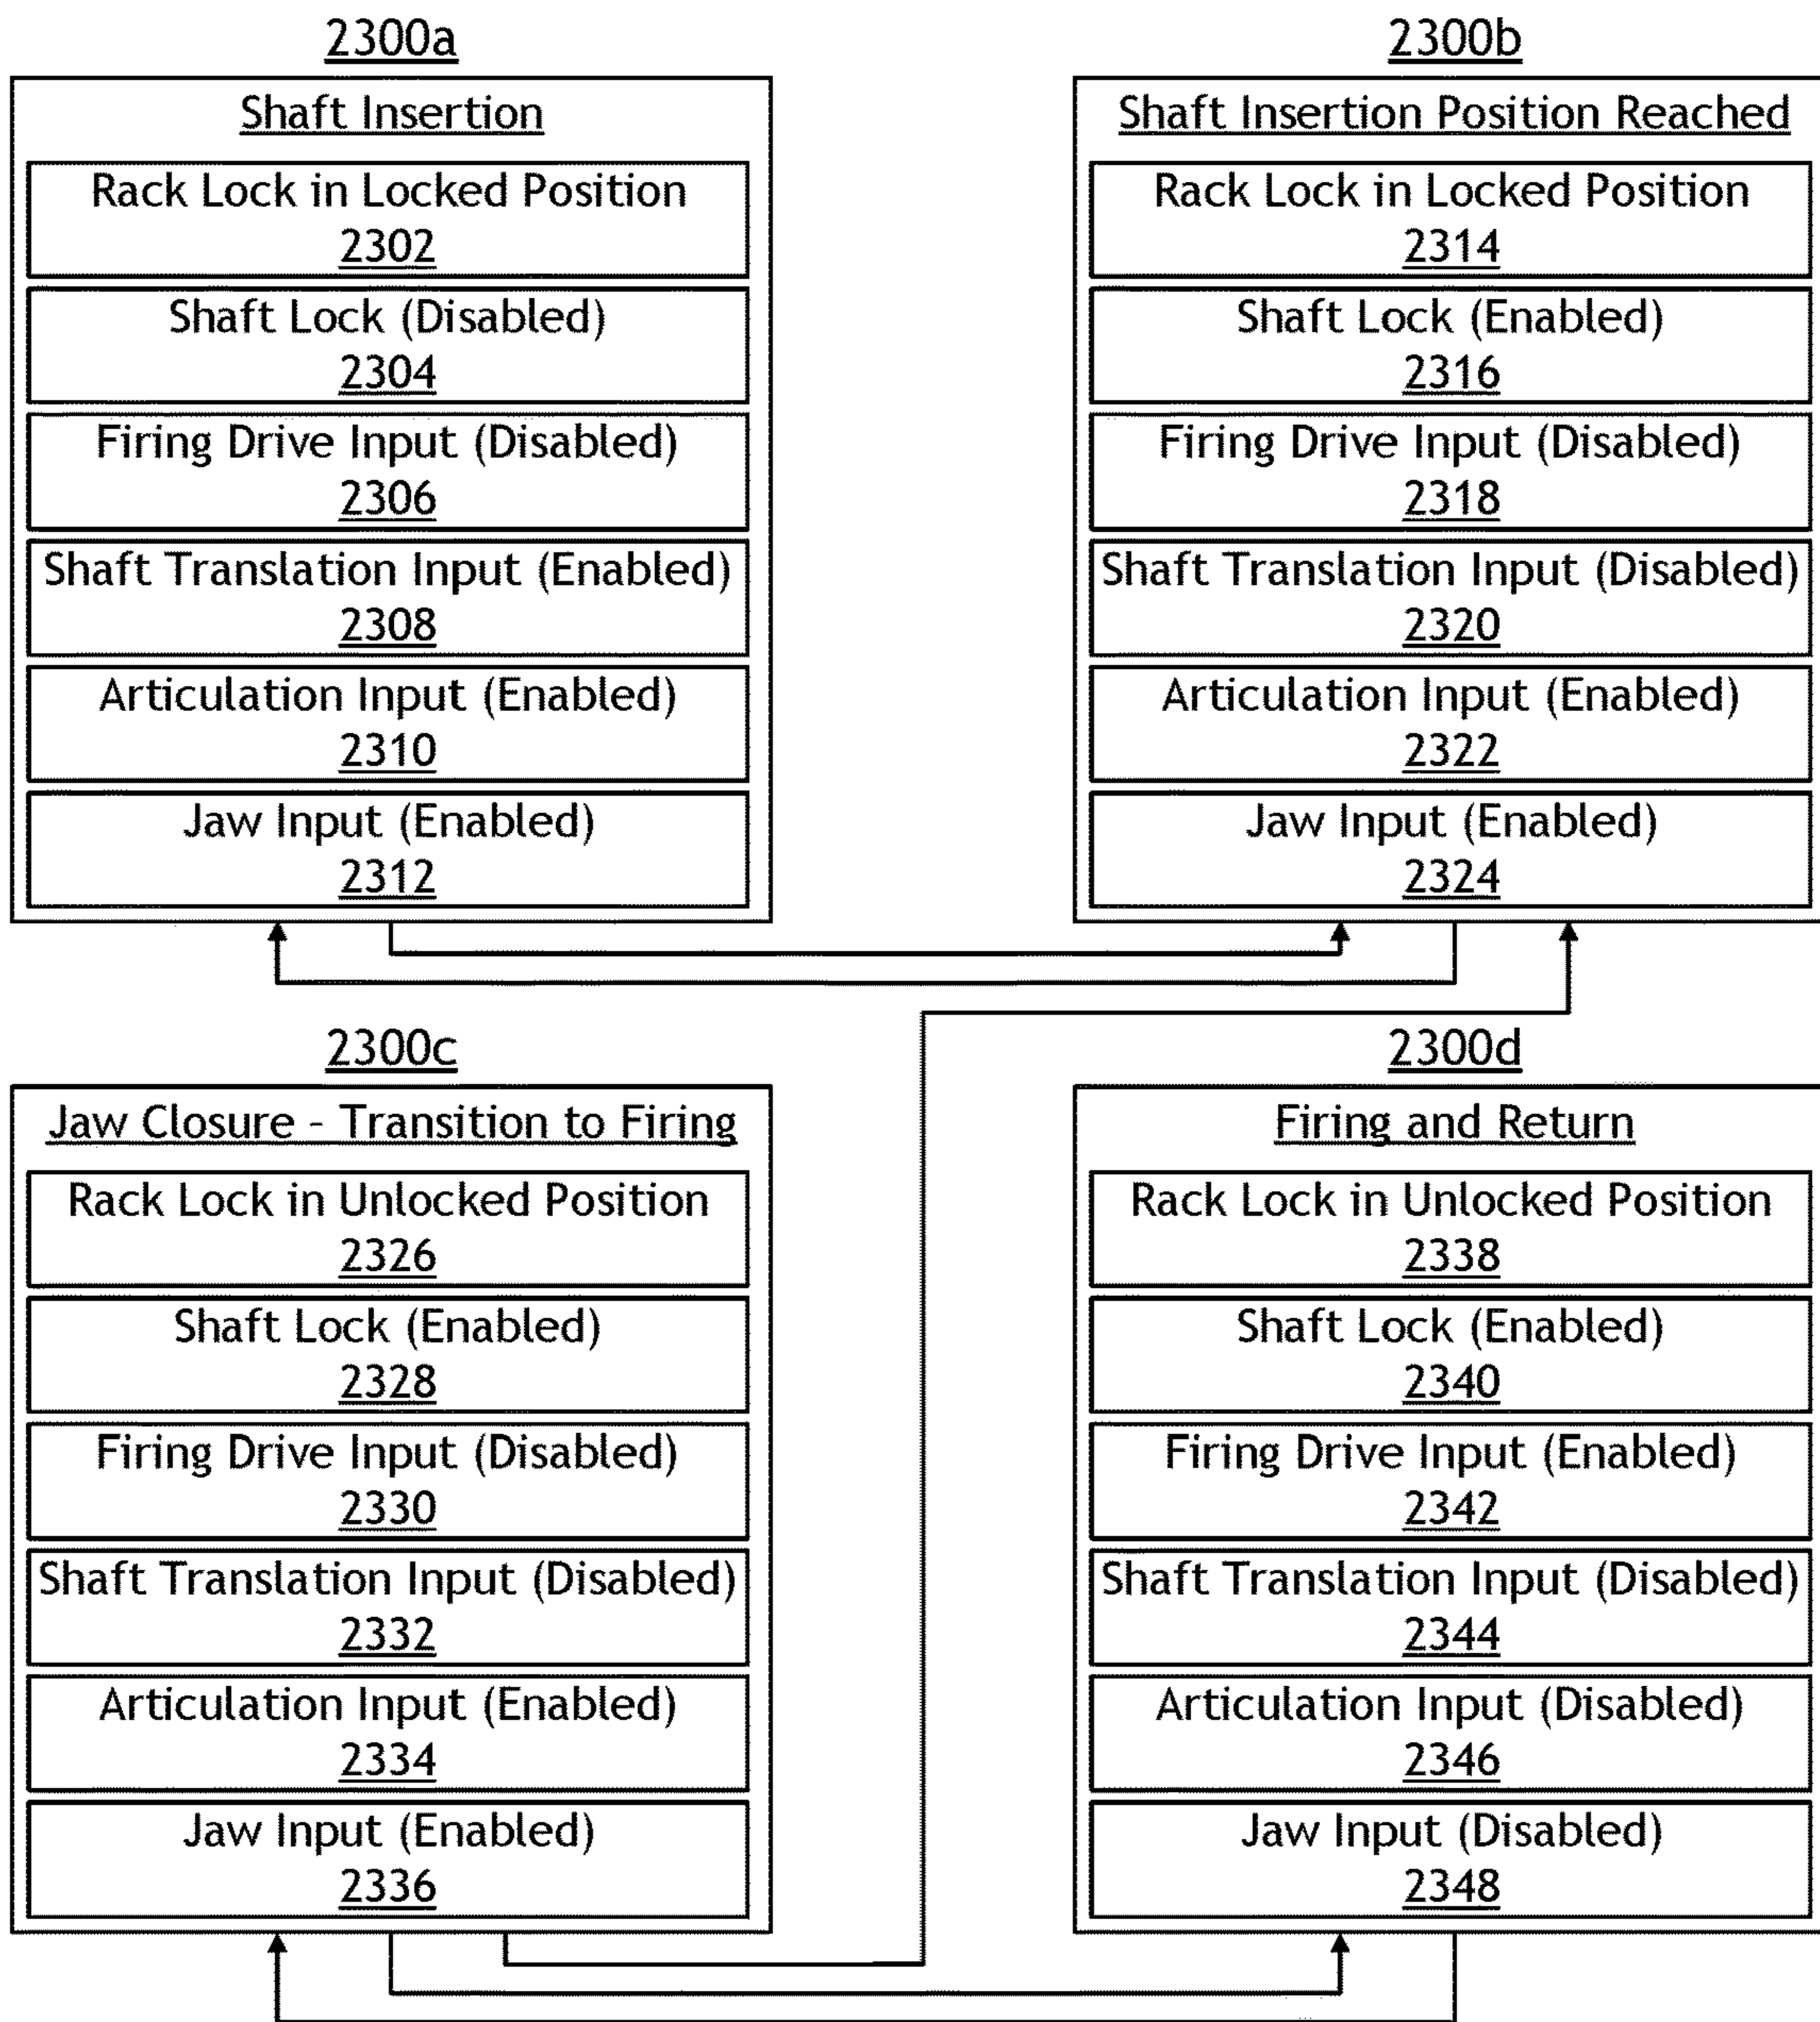 2300a
Shaft Insertion
Rack Lock in Locked Position
2302
Shaft Lock (Disabled)
2304
Firing Drive Input (Disabled)
2306
Shaft Translation Input (Enabled)
2308
Articulation Input (Enabled)
2310
Jaw Input (Enabled)
2312
2300b
Shaft Insertion Position Reached
Rack Lock in Locked Position
2314
Shaft Lock (Enabled)
2316
Firing Drive Input (Disabled)
2318
Shaft Translation Input (Disabled)
2320
Articulation Input (Enabled)
2322
Jaw Input (Enabled)
2324
2300c
Jaw Closure - Transition to Firing
Rack Lock in Unlocked Position
2326
Shaft Lock (Enabled)
2328
Firing Drive Input (Disabled)
2330
Shaft Translation Input (Disabled)
2332
Articulation Input (Enabled)
2334
Jaw Input (Enabled)
2336
2300d
Firing and Return
Rack Lock in Unlocked Position
2338
Shaft Lock (Enabled)
2340
Firing Drive Input (Enabled)
2342
Shaft Translation Input (Disabled)
2344
Articulation Input (Disabled)
2346
Jaw Input (Disabled)
2348